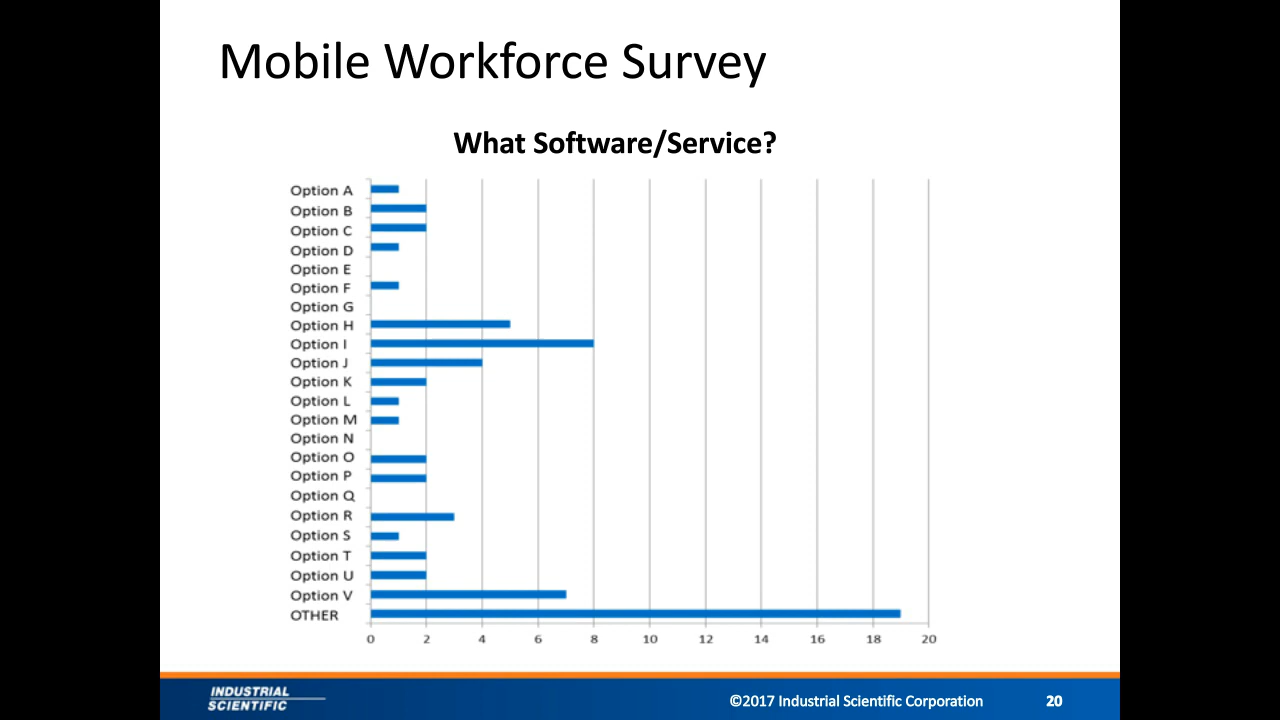 Mobile Workforce Survey
What Software/Service?
Option A
Option B
Option C
Option D
Option E
Option F
Option G
Option H
Option I
Option J
Option K
Option L
Option M
Option N
Option O
Option P
Option Q
Option R
Option S
Option T
Option U
Option V
OTHER
0 2 4 6 8 10 12 14 16 18 20
INDUSTRIAL
SCIENTIFIC
©2017 Industrial Scientific Corporation 20